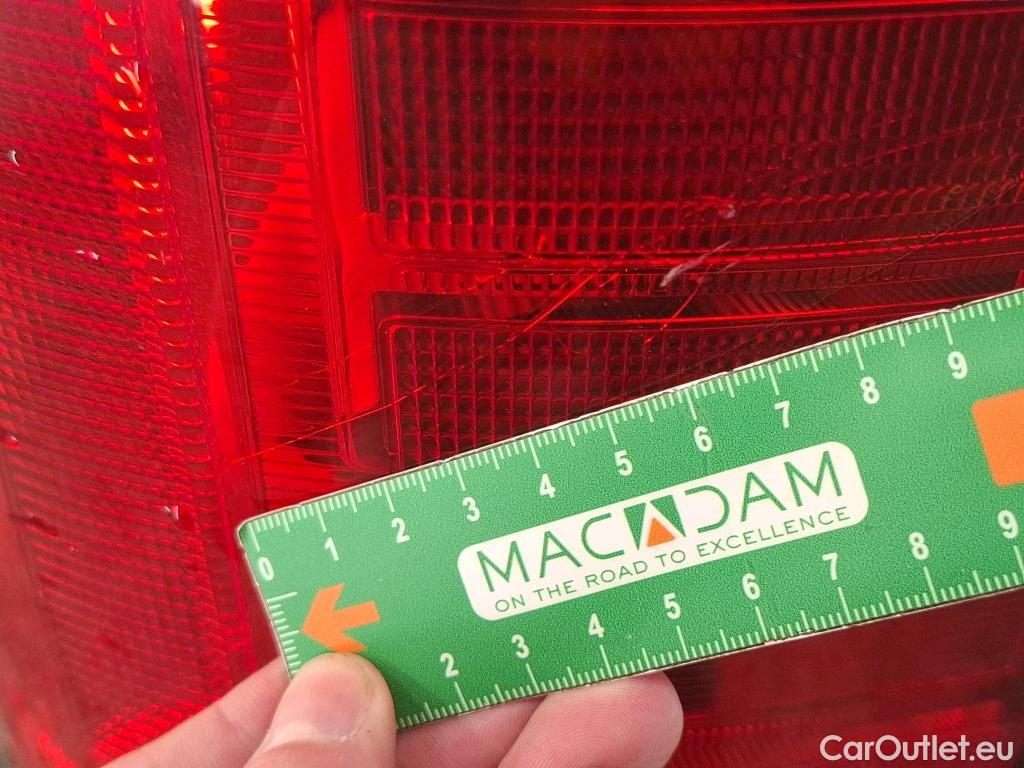 0 1 2 3 4 5 6 7 8 9
MACADAM
ON THE ROAD TO EXCELLENCE
2 3 4 5 6 7 8 9
CarOutlet.eu